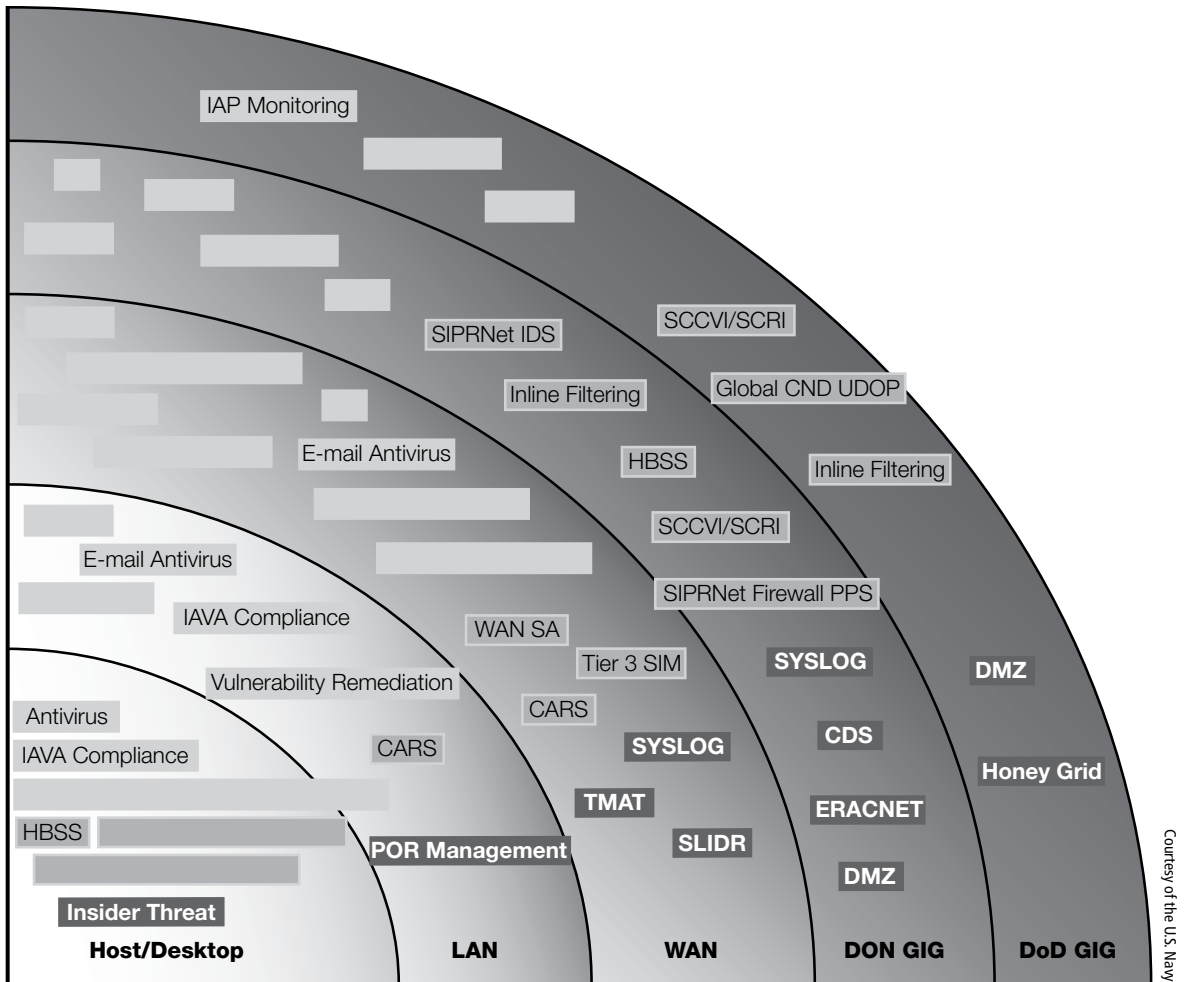 IAP Monitoring
SCCVI/SCRI
SIPRNet IDS
Global CND UDOP
Inline Filtering
E-mail Antivirus
HBSS
Inline Filtering
SCCVI/SCRI
E-mail Antivirus
SIPRNet Firewall PPS
IAVA Compliance
WAN SA
Tier 3 SIM
SYSLOG
DMZ
Vulnerability Remediation
CARS
Antivirus
CARS
SYSLOG
CDS
IAVA Compliance
Honey Grid
TMAT
ERACNET
HBSS
POR Management
SLIDR
DMZ
Insider Threat
Host/Desktop
LAN
WAN
DON GIG
DoD GIG
Courtesy of the U.S. Navy